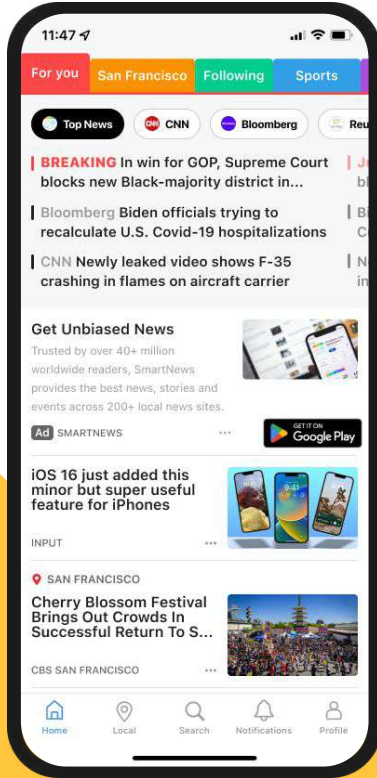 11:47
For you San Francisco Following Sports
Top News CNN CNN Bloomberg Reu
BREAKING In win for GOP, Supreme Court
blocks new Black-majority district in...
Bloomberg Biden officials trying to
recalculate U.S. Covid-19 hospitalizations
CNN Newly leaked video shows F-35
crashing in flames on aircraft carrier
Get Unbiased News
Trusted by over 40+ million
worldwide readers, SmartNews
provides the best news, stories and
events across 200+ local news sites.
Ad SMARTNEWS ...
GET IT ON
Google Play
iOS 16 just added this
minor but super useful
feature for iPhones
9:41
INPUT ...
SAN FRANCISCO
Cherry Blossom Festival
Brings Out Crowds In
Successful Return To S...
CBS SAN FRANCISCO ...
Home Local Search Notifications Profile